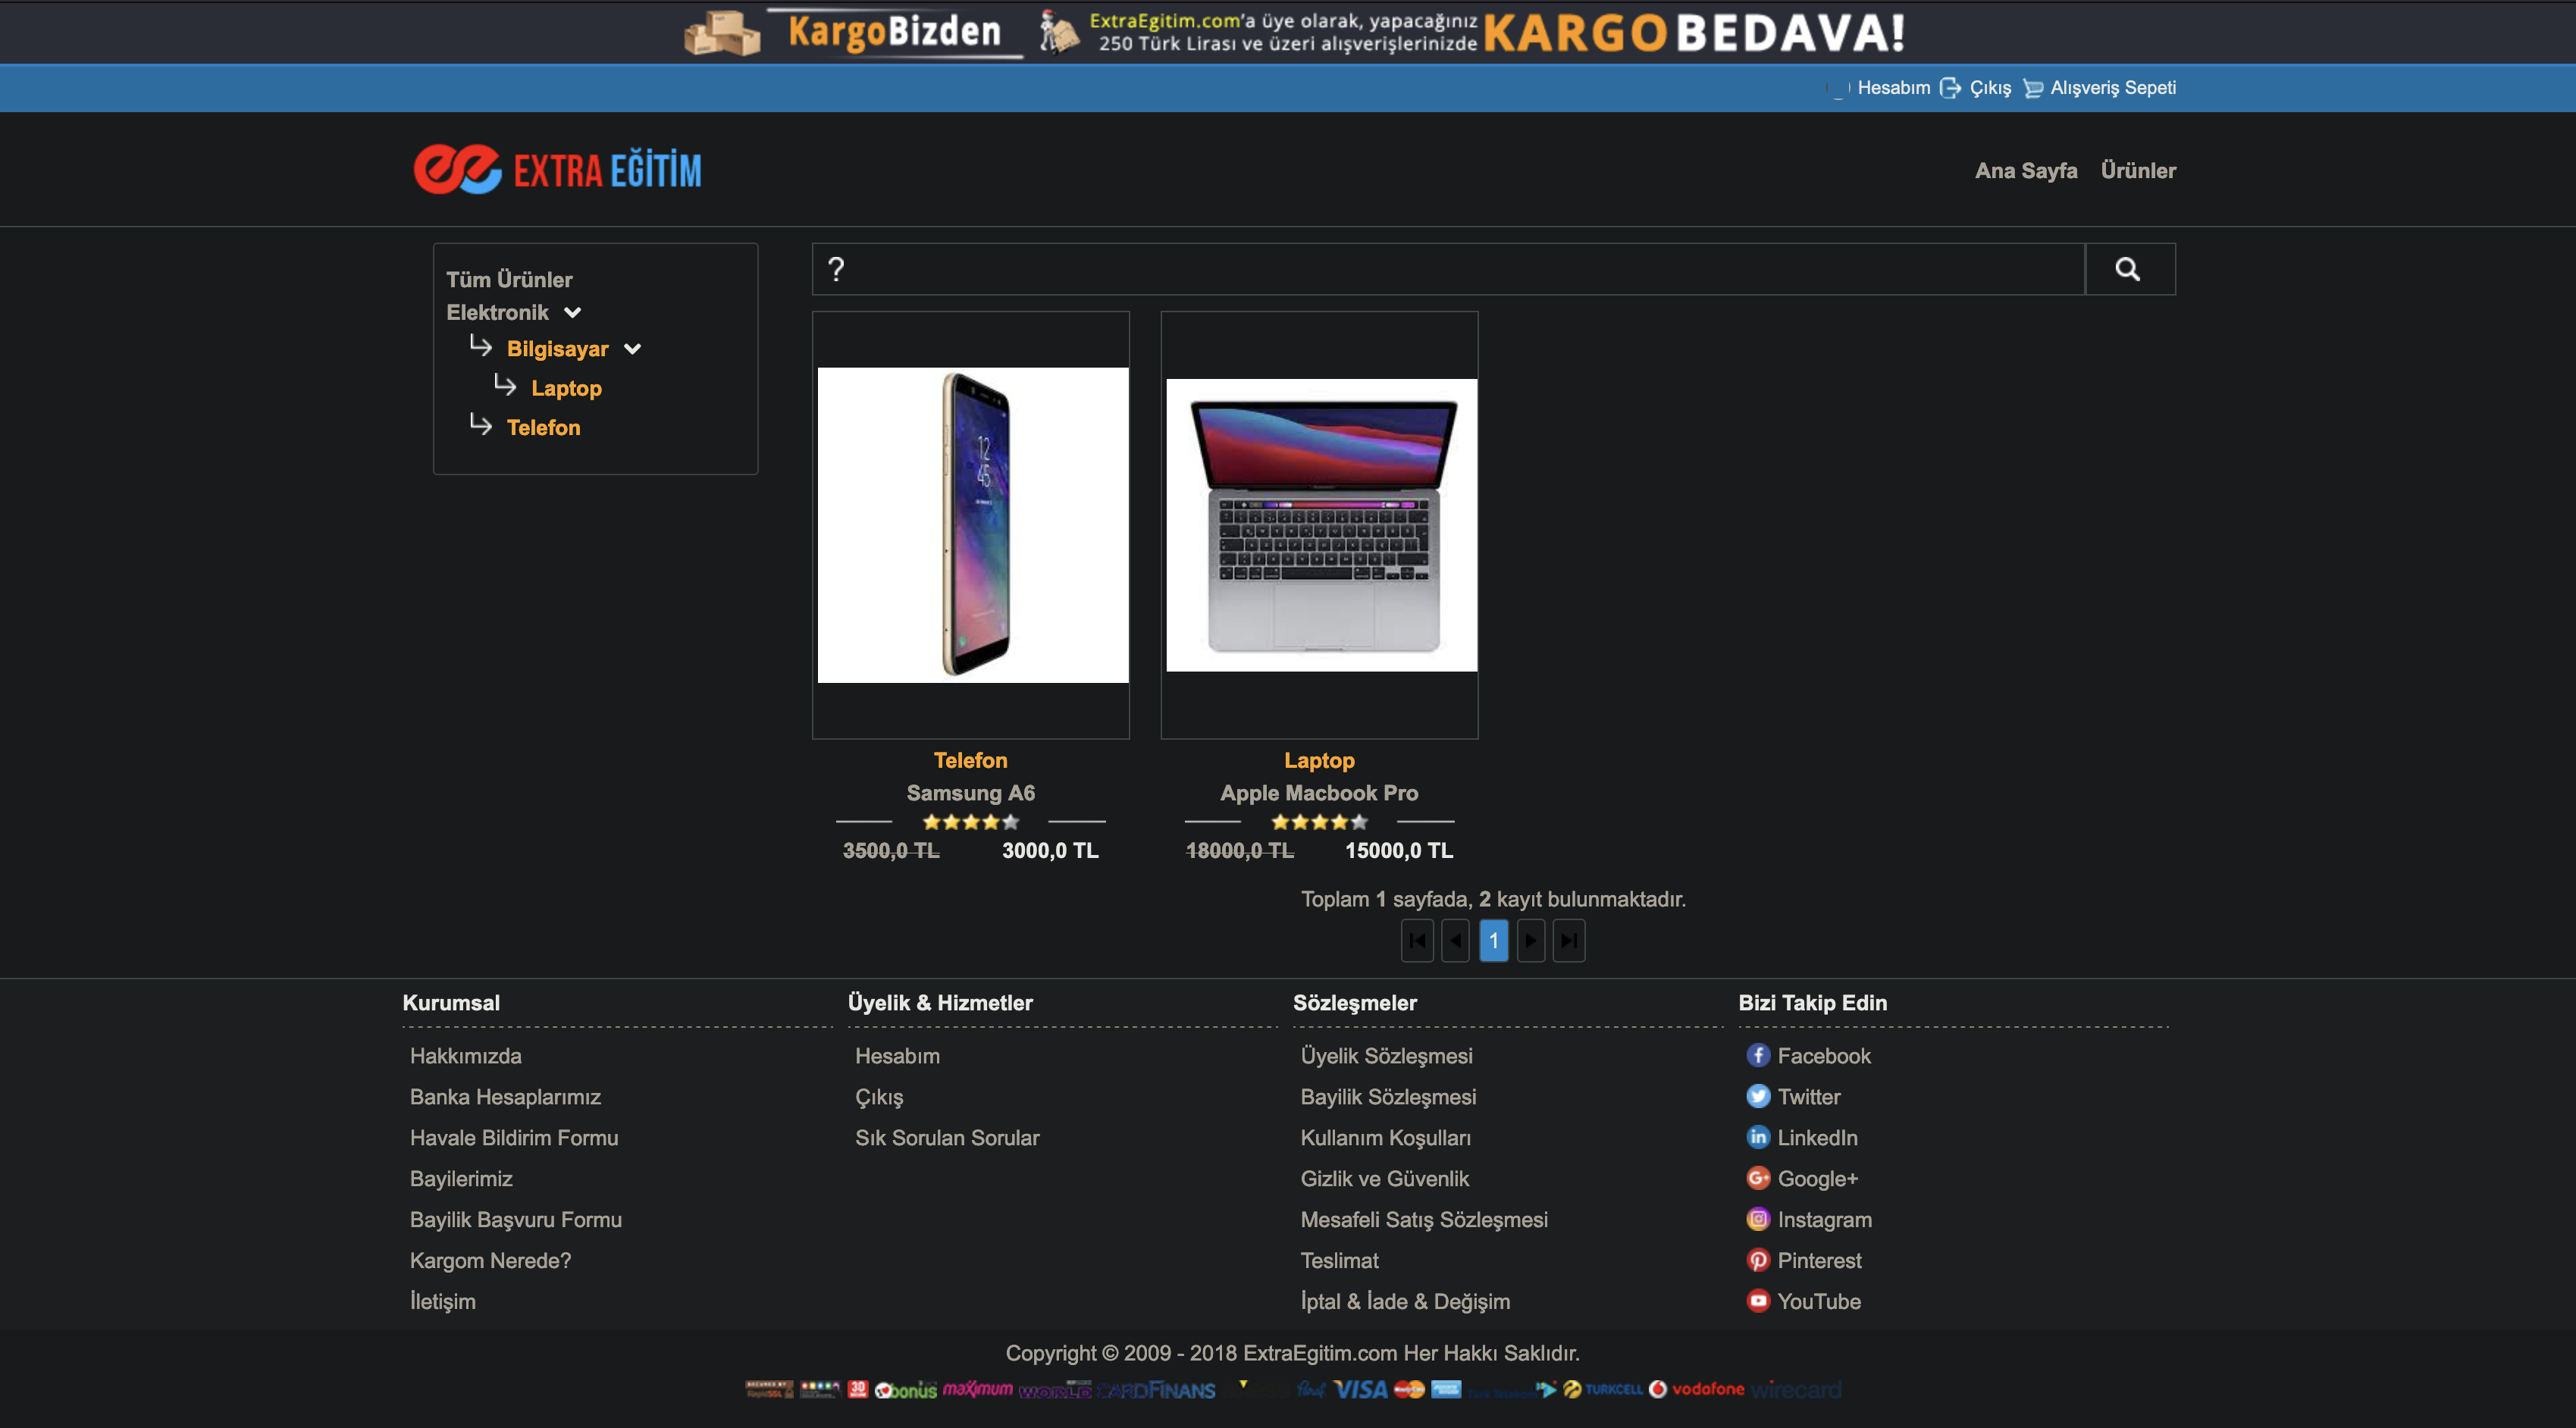 KargoBizden
ExtraEgitim.com'a üye olarak, yapacağınız
250 Türk Lirası ve üzeri alışverişlerinizde
KARGOBEDAVA!
Hesabım Çıkış Alışveriş Sepeti
EXTRA EĞİTİM
Ana Sayfa Ürünler
Tüm Ürünler
Elektronik
Bilgisayar
Laptop
Telefon
?
12
45
Telefon
Samsung A6
3500,0 TL 3000,0 TL
Laptop
Apple Macbook Pro
18000,0 TL 15000,0 TL
Toplam 1 sayfada, 2 kayıt bulunmaktadır.
1
Kurumsal
Hakkımızda
Banka Hesaplarımız
Havale Bildirim Formu
Bayilerimiz
Bayilik Başvuru Formu
Kargom Nerede?
İletişim
Üyelik & Hizmetler
Hesabım
Çıkış
Sık Sorulan Sorular
Sözleşmeler
Üyelik Sözleşmesi
Bayilik Sözleşmesi
Kullanım Koşulları
Gizlik ve Güvenlik
Mesafeli Satış Sözleşmesi
Teslimat
İptal & İade & Değişim
Bizi Takip Edin
Facebook
Twitter
LinkedIn
Google+
Instagram
Pinterest
YouTube
Copyright © 2009 - 2018 ExtraEgitim.com Her Hakkı Saklıdır.
bonus maximum WORLD CARDFINANS VISA TURKCELL vodafone wirecard